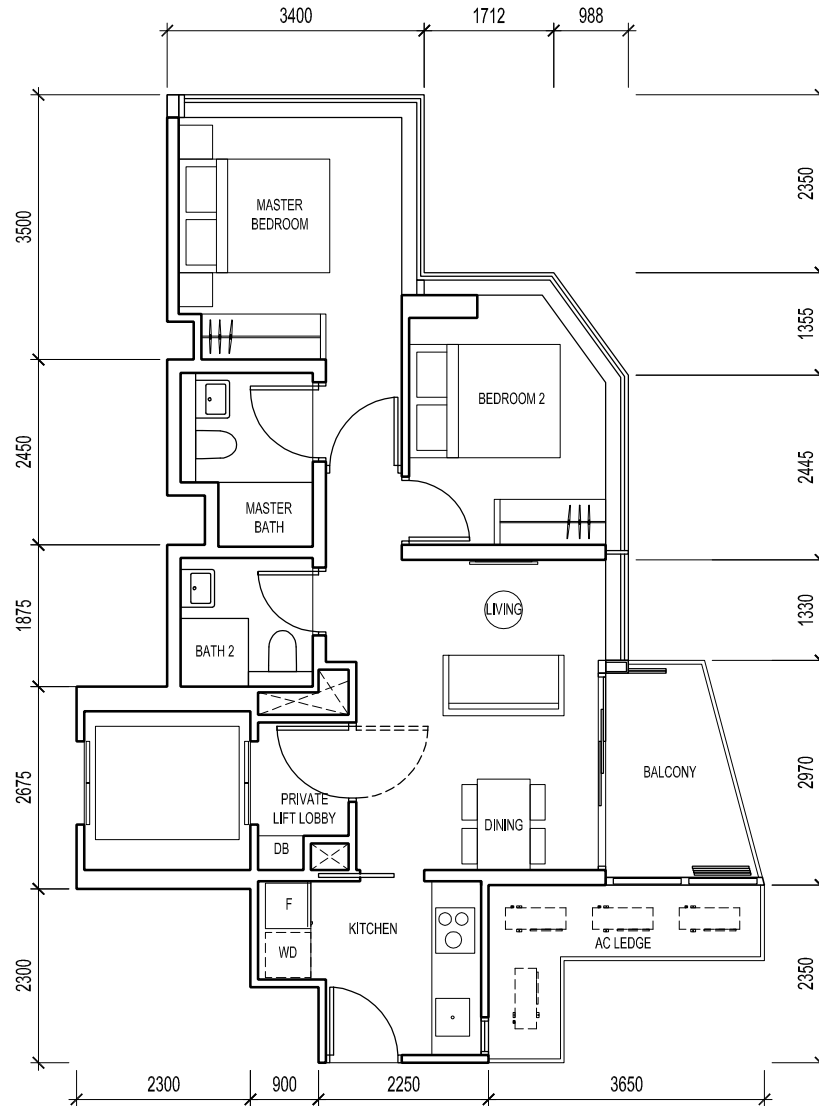 3400
1712
988
3500
2450
1875
2675
2300
2350
1355
2445
1330
2970
2350
MASTER
BEDROOM
BEDROOM 2
MASTER
BATH
LIVING
BATH 2
BALCONY
PRIVATE
LIFT LOBBY
DINING
DB
F
KITCHEN
WD
AC LEDGE
2300
900
2250
3650